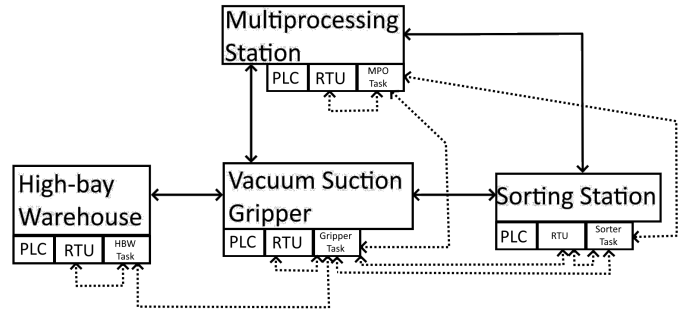 Multiprocessing
Station
PLC RTU MPO
Task
High-bay
Warehouse
PLC RTU HBW
Task
Vacuum Suction
Gripper
PLC RTU Gripper
Task
Sorting Station
PLC RTU Sorter
Task